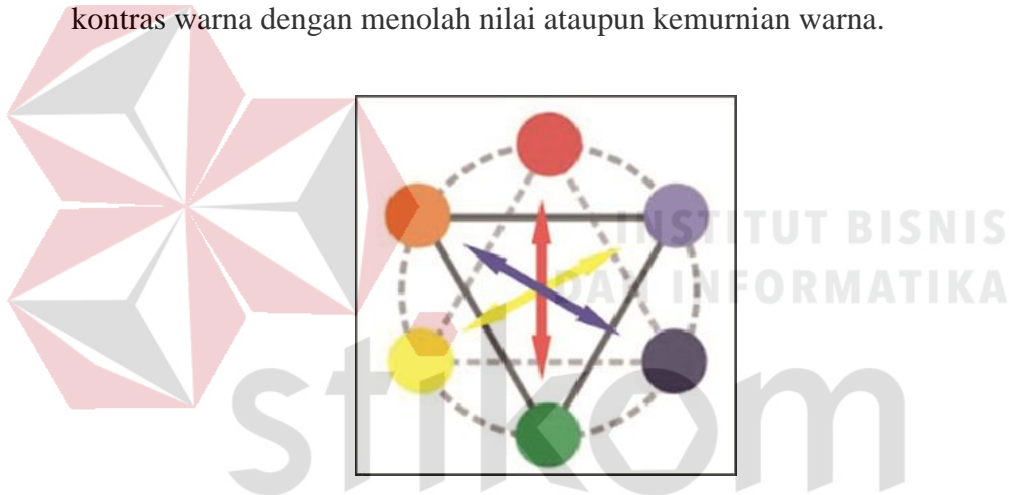 kontras warna dengan menolah nilai ataupun kemurnian warna.
INSTITUT BISNIS
DAN INFORMATIKA
stikom